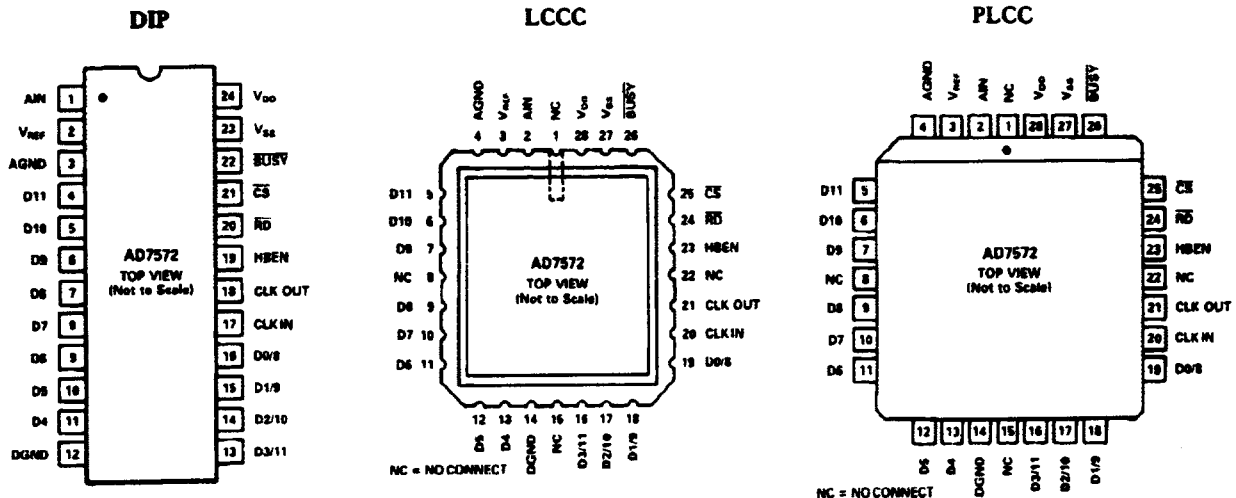 DIP
AIN 1
VREF 2
AGND 3
D11 4
D10 5
D9 6
D8 7
D7 8
D6 9
D5 10
D4 11
DGND 12
24 VDD
23 VSS
22 BUSY
21 CS
20 RD
19 HBEN
18 CLK OUT
17 CLK IN
16 D0/8
15 D1/9
14 D2/10
13 D3/11
AD7572
TOP VIEW
(Not to Scale)
LCCC
AGND VREF AIN NC VDD VSS BUSY
4 3 2 1 28 27 26
D11 5
D10 6
D9 7
NC 8
D8 9
D7 10
D6 11
25 CS
24 RD
23 HBEN
22 NC
21 CLK OUT
20 CLK IN
19 D0/8
AD7572
TOP VIEW
(Not to Scale)
12 13 14 15 16 17 18
D5 D4 DGND NC D3/11 D2/10 D1/9
NC = NO CONNECT
PLCC
AGND VREF AIN NC VDD VSS BUSY
4 3 2 1 28 27 26
D11 5
D10 6
D9 7
NC 8
D8 9
D7 10
D6 11
25 CS
24 RD
23 HBEN
22 NC
21 CLK OUT
20 CLK IN
19 D0/8
AD7572
TOP VIEW
(Not to Scale)
12 13 14 15 16 17 18
D5 D4 DGND NC D3/11 D2/10 D1/9
NC = NO CONNECT